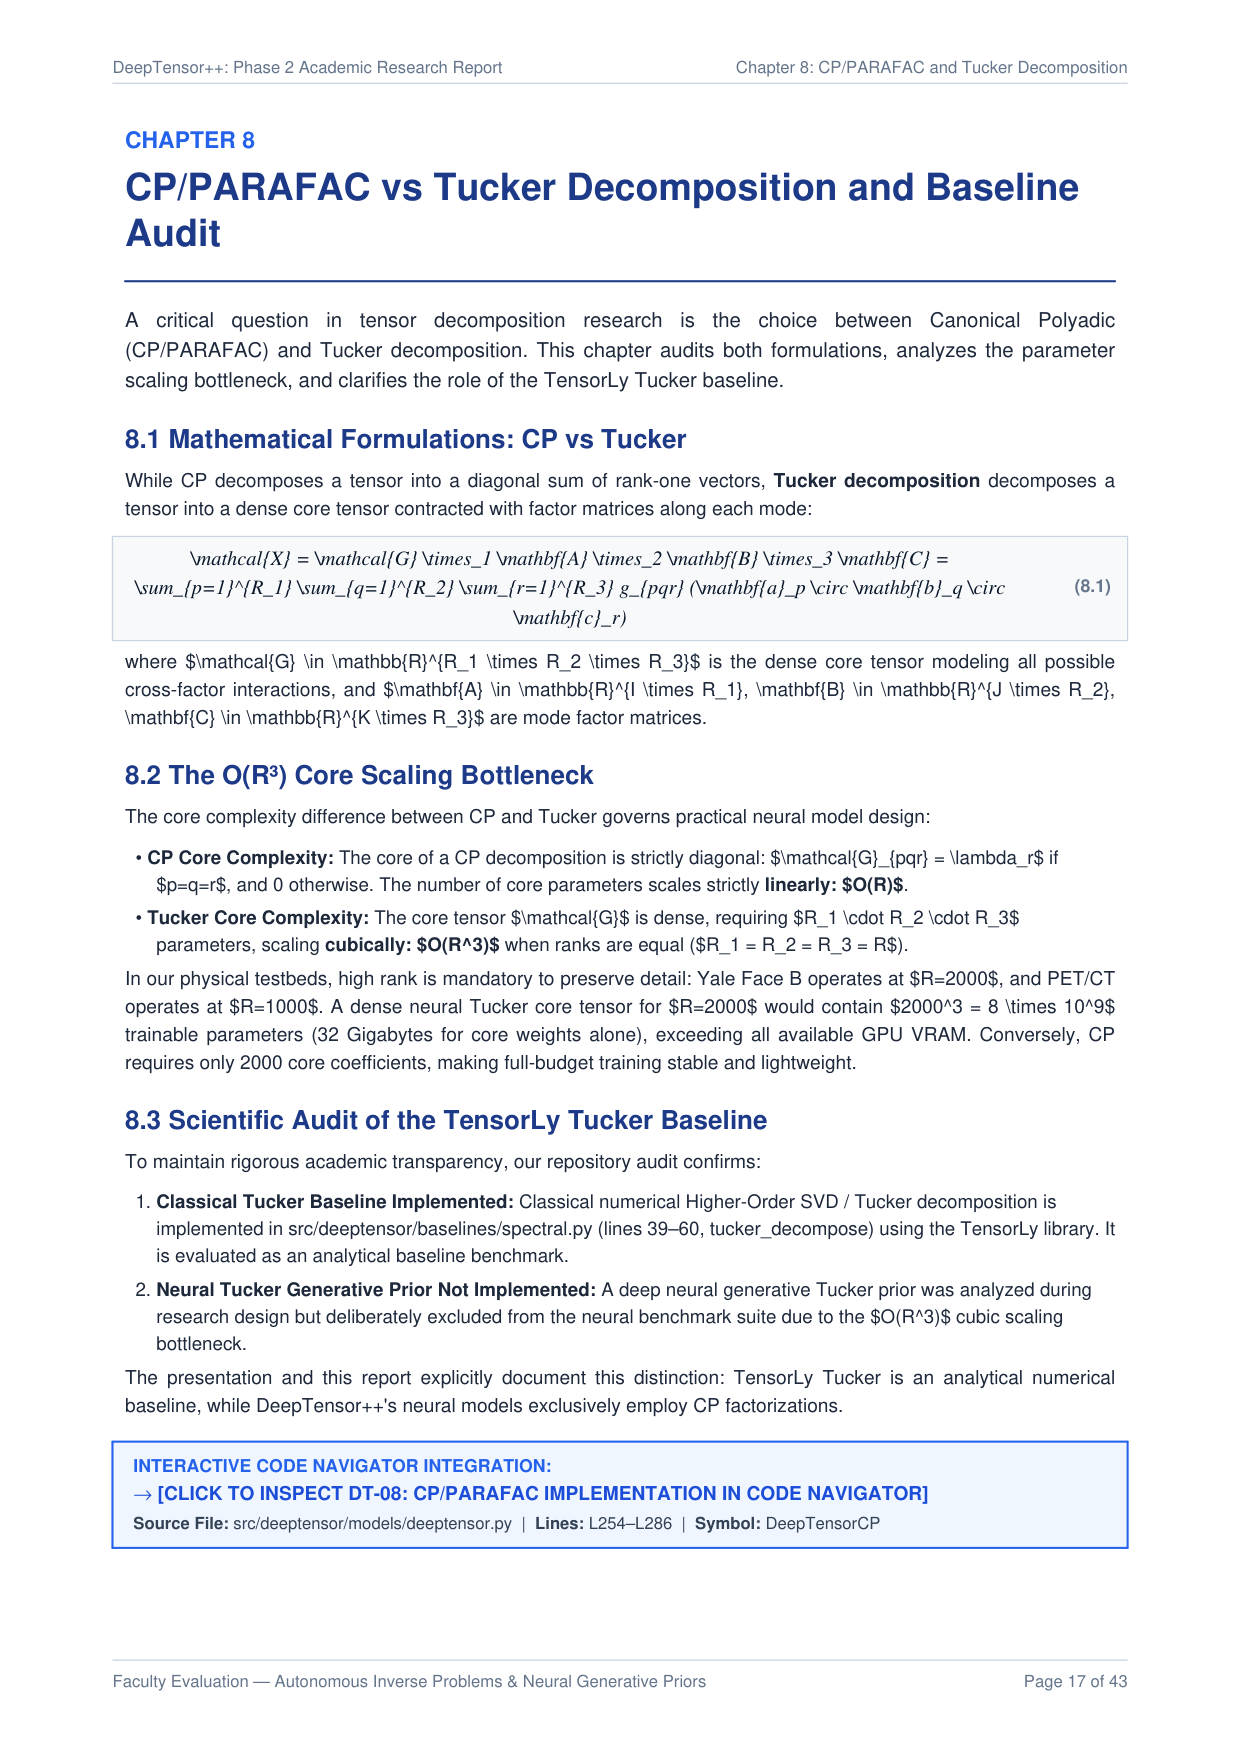 DeepTensor++: Phase 2 Academic Research Report
Chapter 8: CP/PARAFAC and Tucker Decomposition
CHAPTER 8
CP/PARAFAC vs Tucker Decomposition and Baseline
Audit
A critical question in tensor decomposition research is the choice between Canonical Polyadic
(CP/PARAFAC) and Tucker decomposition. This chapter audits both formulations, analyzes the parameter
scaling bottleneck, and clarifies the role of the TensorLy Tucker baseline.
8.1 Mathematical Formulations: CP vs Tucker
While CP decomposes a tensor into a diagonal sum of rank-one vectors, Tucker decomposition decomposes a
tensor into a dense core tensor contracted with factor matrices along each mode:
\mathcal{X} = \mathcal{G} \times_1 \mathbf{A} \times_2 \mathbf{B} \times_3 \mathbf{C} =
\sum_{p=1}^{R_1} \sum_{q=1}^{R_2} \sum_{r=1}^{R_3} g_{pqr} (\mathbf{a}_p \circ \mathbf{b}_q \circ
\mathbf{c}_r)
(8.1)
where $\mathcal{G} \in \mathbb{R}^{R_1 \times R_2 \times R_3}$ is the dense core tensor modeling all possible
cross-factor interactions, and $\mathbf{A} \in \mathbb{R}^{I \times R_1}, \mathbf{B} \in \mathbb{R}^{J \times R_2},
\mathbf{C} \in \mathbb{R}^{K \times R_3}$ are mode factor matrices.
8.2 The O(R³) Core Scaling Bottleneck
The core complexity difference between CP and Tucker governs practical neural model design:
• CP Core Complexity: The core of a CP decomposition is strictly diagonal: $\mathcal{G}_{pqr} = \lambda_r$ if
$p=q=r$, and 0 otherwise. The number of core parameters scales strictly linearly: $O(R)$.
• Tucker Core Complexity: The core tensor $\mathcal{G}$ is dense, requiring $R_1 \cdot R_2 \cdot R_3$
parameters, scaling cubically: $O(R^3)$ when ranks are equal ($R_1 = R_2 = R_3 = R$).
In our physical testbeds, high rank is mandatory to preserve detail: Yale Face B operates at $R=2000$, and PET/CT
operates at $R=1000$. A dense neural Tucker core tensor for $R=2000$ would contain $2000^3 = 8 \times 10^9$
trainable parameters (32 Gigabytes for core weights alone), exceeding all available GPU VRAM. Conversely, CP
requires only 2000 core coefficients, making full-budget training stable and lightweight.
8.3 Scientific Audit of the TensorLy Tucker Baseline
To maintain rigorous academic transparency, our repository audit confirms:
1. Classical Tucker Baseline Implemented: Classical numerical Higher-Order SVD / Tucker decomposition is
implemented in src/deeptensor/baselines/spectral.py (lines 39–60, tucker_decompose) using the TensorLy library. It
is evaluated as an analytical baseline benchmark.
2. Neural Tucker Generative Prior Not Implemented: A deep neural generative Tucker prior was analyzed during
research design but deliberately excluded from the neural benchmark suite due to the $O(R^3)$ cubic scaling
bottleneck.
The presentation and this report explicitly document this distinction: TensorLy Tucker is an analytical numerical
baseline, while DeepTensor++'s neural models exclusively employ CP factorizations.
INTERACTIVE CODE NAVIGATOR INTEGRATION:
→ [CLICK TO INSPECT DT-08: CP/PARAFAC IMPLEMENTATION IN CODE NAVIGATOR]
Source File: src/deeptensor/models/deeptensor.py | Lines: L254–L286 | Symbol: DeepTensorCP
Faculty Evaluation — Autonomous Inverse Problems & Neural Generative Priors
Page 17 of 43